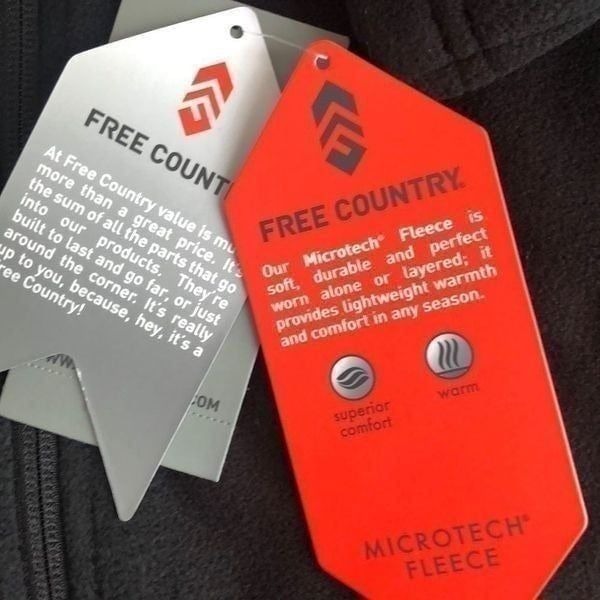 FREE COUNT
At Free Country value is mu
more than a great price. It's
the sum of all the parts that go
into our products. They're
built to last and go far, or just
around the corner. It's really
up to you, because, hey, it's a
ree Country!
WW
.COM
FREE COUNTRY®
Our Microtech® Fleece is
soft, durable and perfect
worn alone or layered; it
provides lightweight warmth
and comfort in any season.
superior
comfort
warm
MICROTECH®
FLEECE